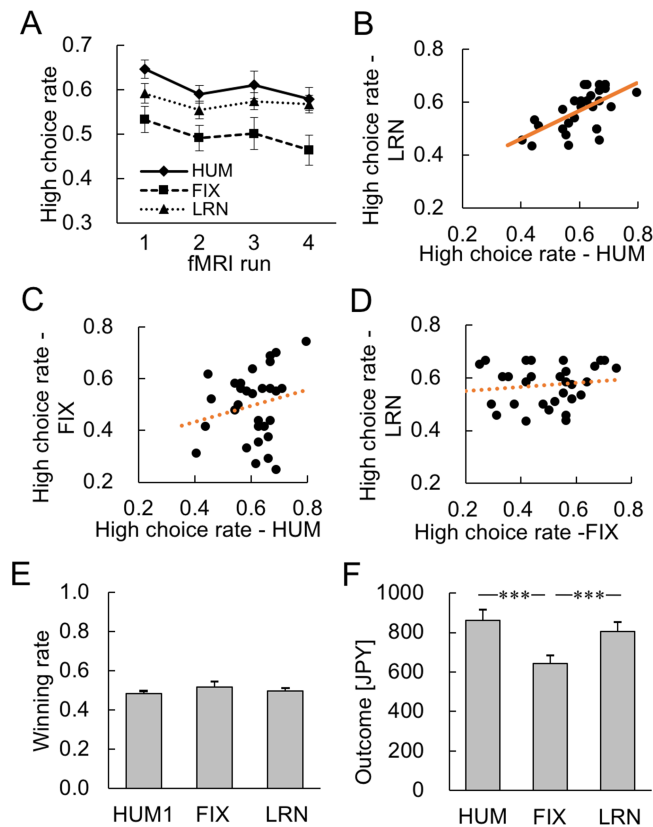 A
High choice rate
0.7
0.6
0.5
0.4
0.3
HUM
FIX
LRN
1 2 3 4
fMRI run
B
High choice rate -
LRN
0.8
0.6
0.4
0.2
0.2 0.4 0.6 0.8
High choice rate - HUM
C
High choice rate -
FIX
0.8
0.6
0.4
0.2
0.2 0.4 0.6 0.8
High choice rate - HUM
D
High choice rate -
LRN
0.8
0.6
0.4
0.2
0.2 0.4 0.6 0.8
High choice rate -FIX
E
Winning rate
1.0
0.8
0.6
0.4
0.2
0.0
HUM1 FIX LRN
F
Outcome [JPY]
1000
800
600
400
200
0
*** ***
HUM FIX LRN